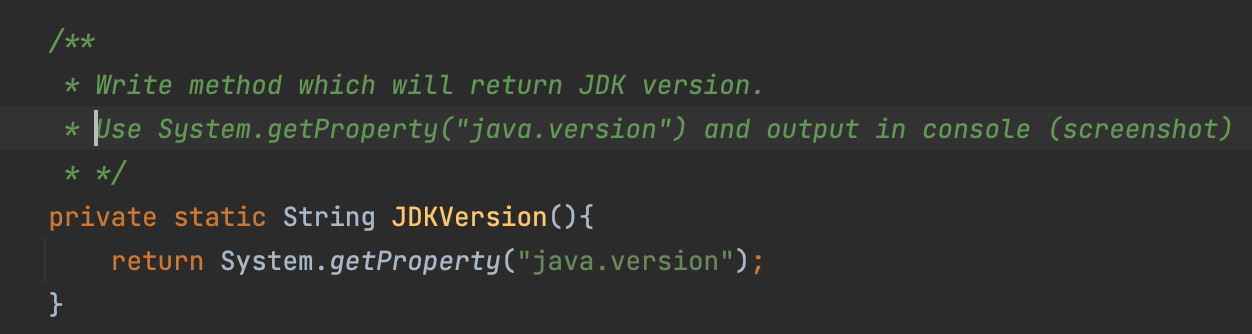 /**
 * Write method which will return JDK version.
 * Use System.getProperty("java.version") and output in console (screenshot)
 * */
private static String JDKVersion(){
    return System.getProperty("java.version");
}